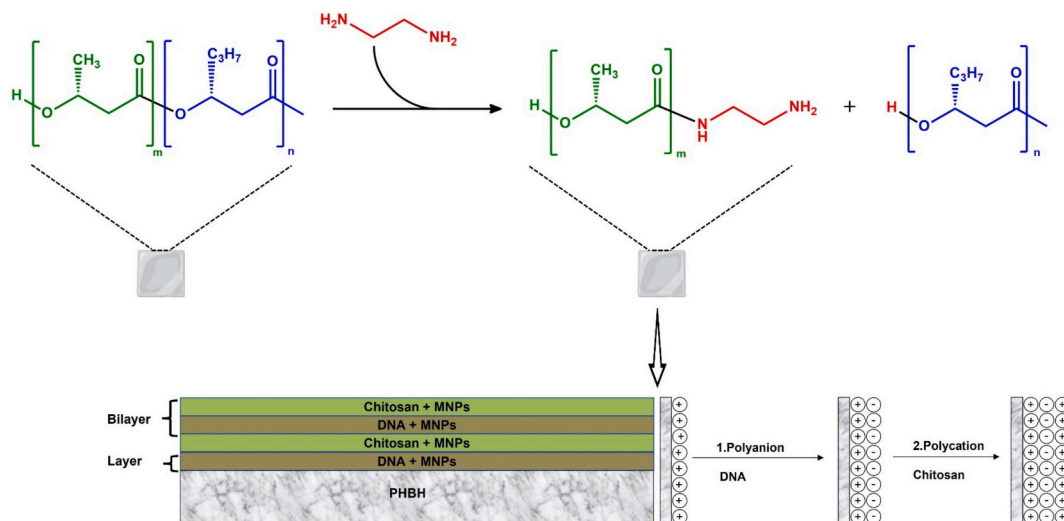 H₂N
NH₂
CH₃
O
C₃H₇
O
H
O
O
m
n
CH₃
O
NH₂
H
O
N
H
m
+
C₃H₇
O
H
O
n
Bilayer
Chitosan + MNPs
DNA + MNPs
Chitosan + MNPs
Layer
DNA + MNPs
PHBH
1.Polyanion
DNA
2.Polycation
Chitosan
+
+
+
+
+
+
+
+
+ -
+ -
+ -
+ -
+ -
+ -
+ -
+ -
+ - +
+ - +
+ - +
+ - +
+ - +
+ - +
+ - +
+ - +